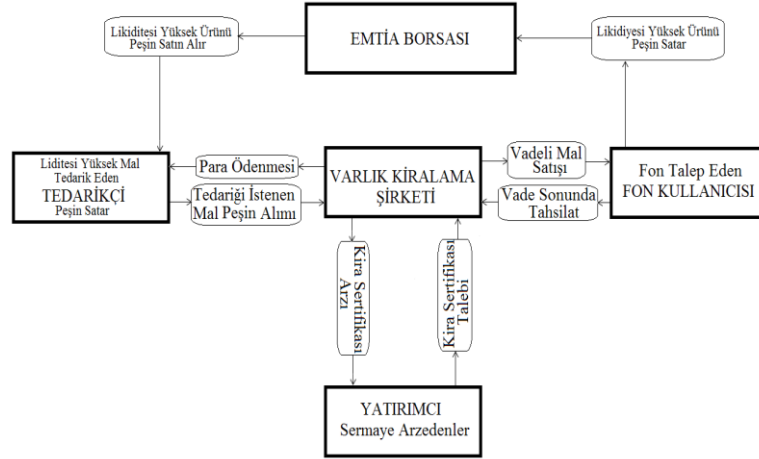 Likiditesi Yüksek Ürünü
Peşin Satın Alır
EMTİA BORSASI
Likidiyesi Yüksek Ürünü
Peşin Satar
Liditesi Yüksek Mal
Tedarik Eden
TEDARİKÇİ
Peşin Satar
Para Ödenmesi
Tedariği İstenen
Mal Peşin Alımı
VARLIK KİRALAMA
ŞİRKETİ
Vadeli Mal
Satışı
Vade Sonunda
Tahsilat
Fon Talep Eden
FON KULLANICISI
Kira Sertifikası
Arzı
Kira Sertifikası
Talebi
YATIRIMCI
Sermaye Arzedenler